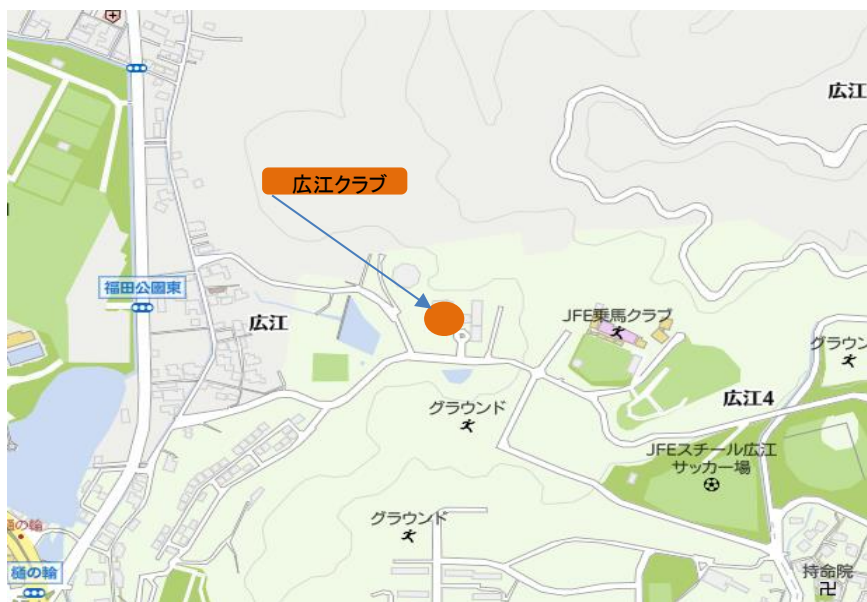 広江
広江クラブ
福田公園東
広江
JFE乗馬クラブ
グラウン
グラウンド
広江4
JFEスチール広江
サッカー場
グラウンド
樋の輪
樋の輪
持命院